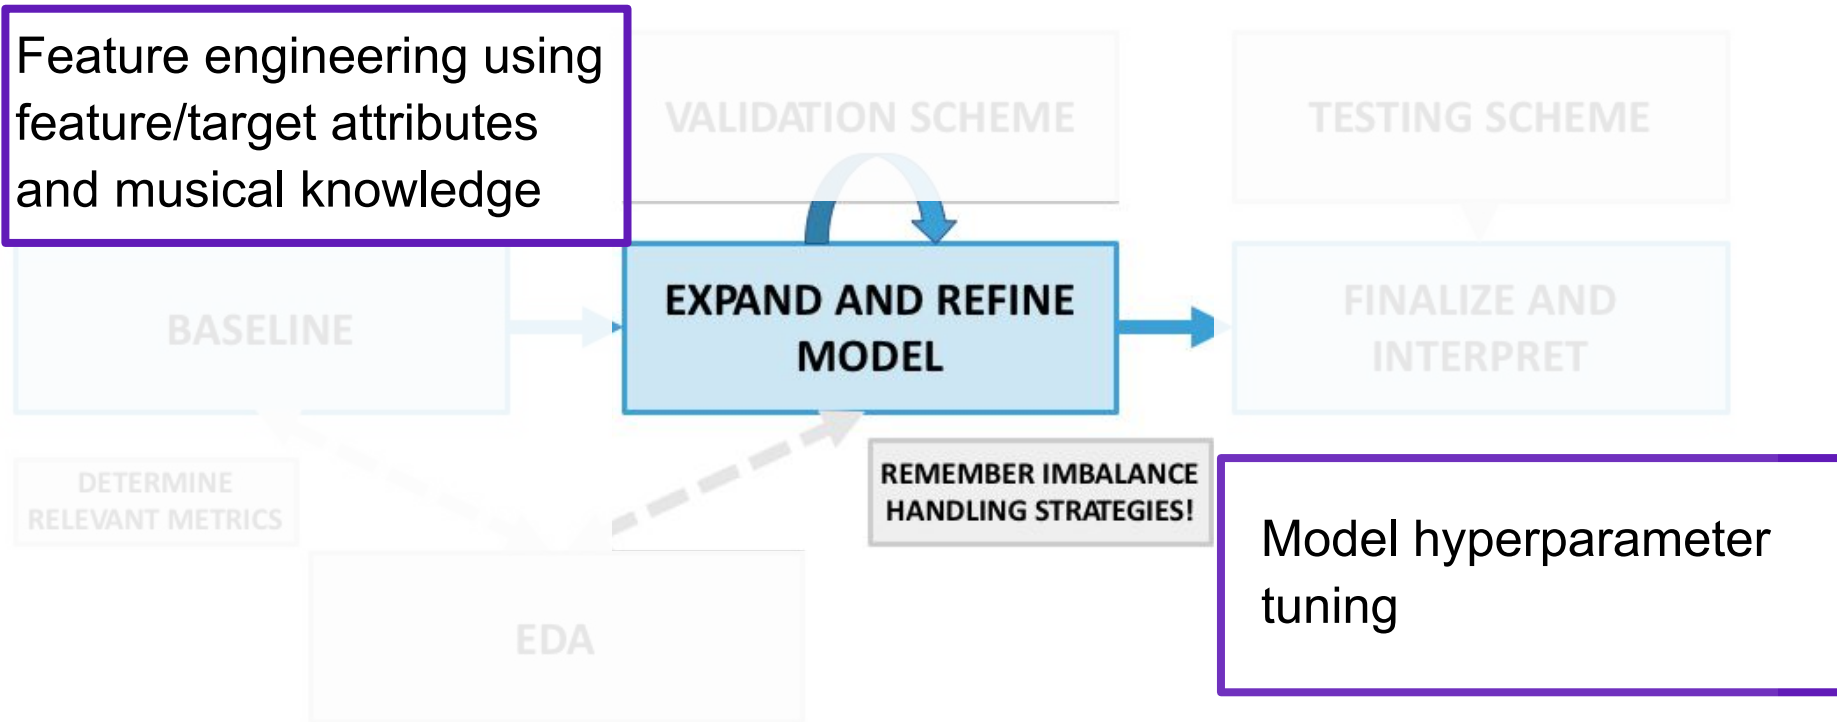 Feature engineering using
feature/target attributes
and musical knowledge
VALIDATION SCHEME
TESTING SCHEME
BASELINE
EXPAND AND REFINE
MODEL
FINALIZE AND
INTERPRET
DETERMINE
RELEVANT METRICS
REMEMBER IMBALANCE
HANDLING STRATEGIES!
Model hyperparameter
tuning
EDA